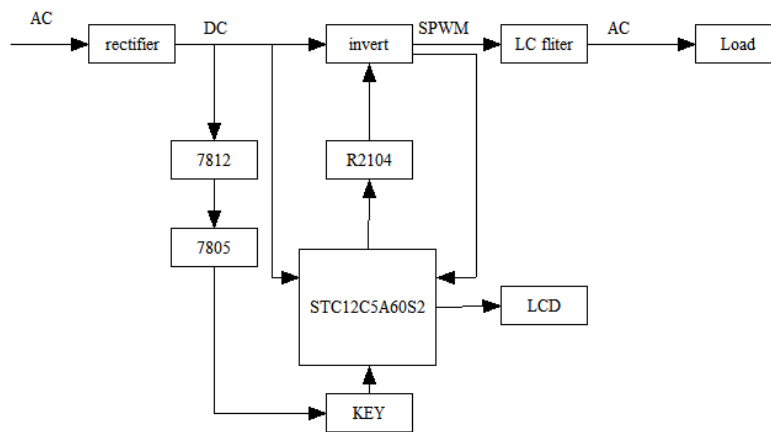 AC
rectifier
DC
invert
SPWM
LC fliter
AC
Load
7812
R2104
7805
STC12C5A60S2
LCD
KEY